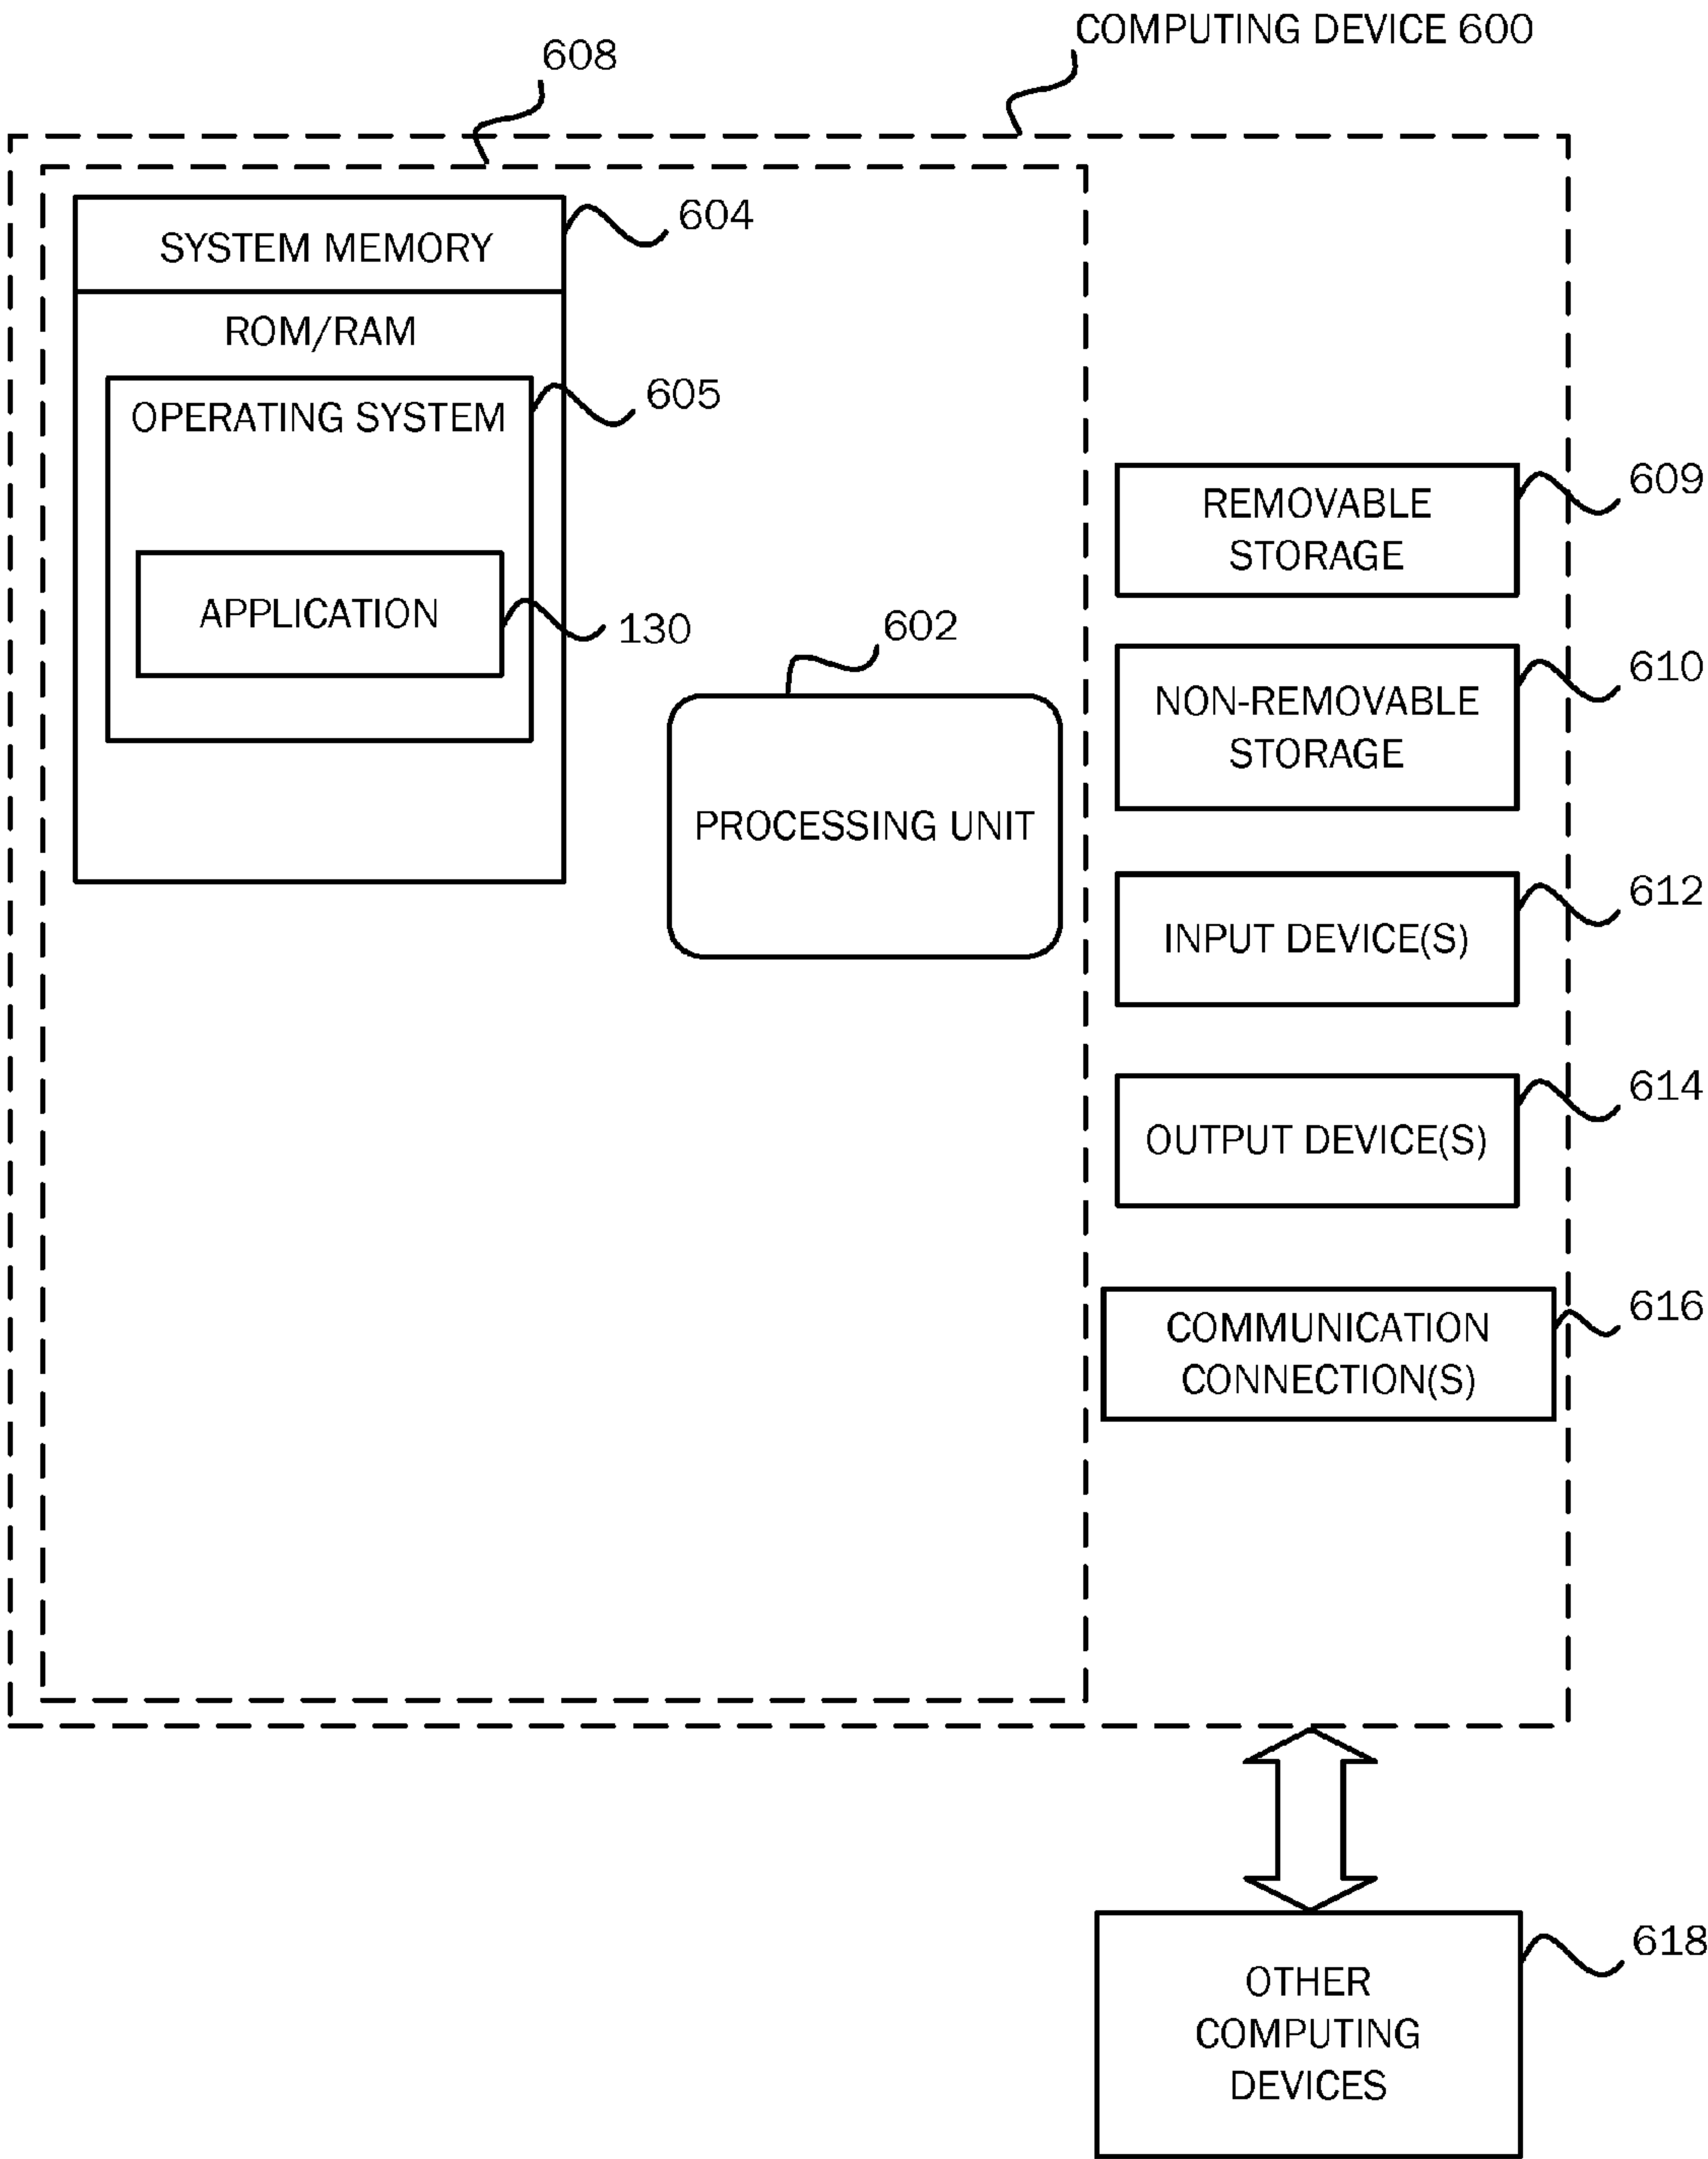 COMPUTING DEVICE 600
608
SYSTEM MEMORY
604
ROM/RAM
OPERATING SYSTEM
605
APPLICATION
130
602
PROCESSING UNIT
REMOVABLE
STORAGE
609
NON-REMOVABLE
STORAGE
610
INPUT DEVICE(S)
612
OUTPUT DEVICE(S)
614
COMMUNICATION
CONNECTION(S)
616
OTHER
COMPUTING
DEVICES
618